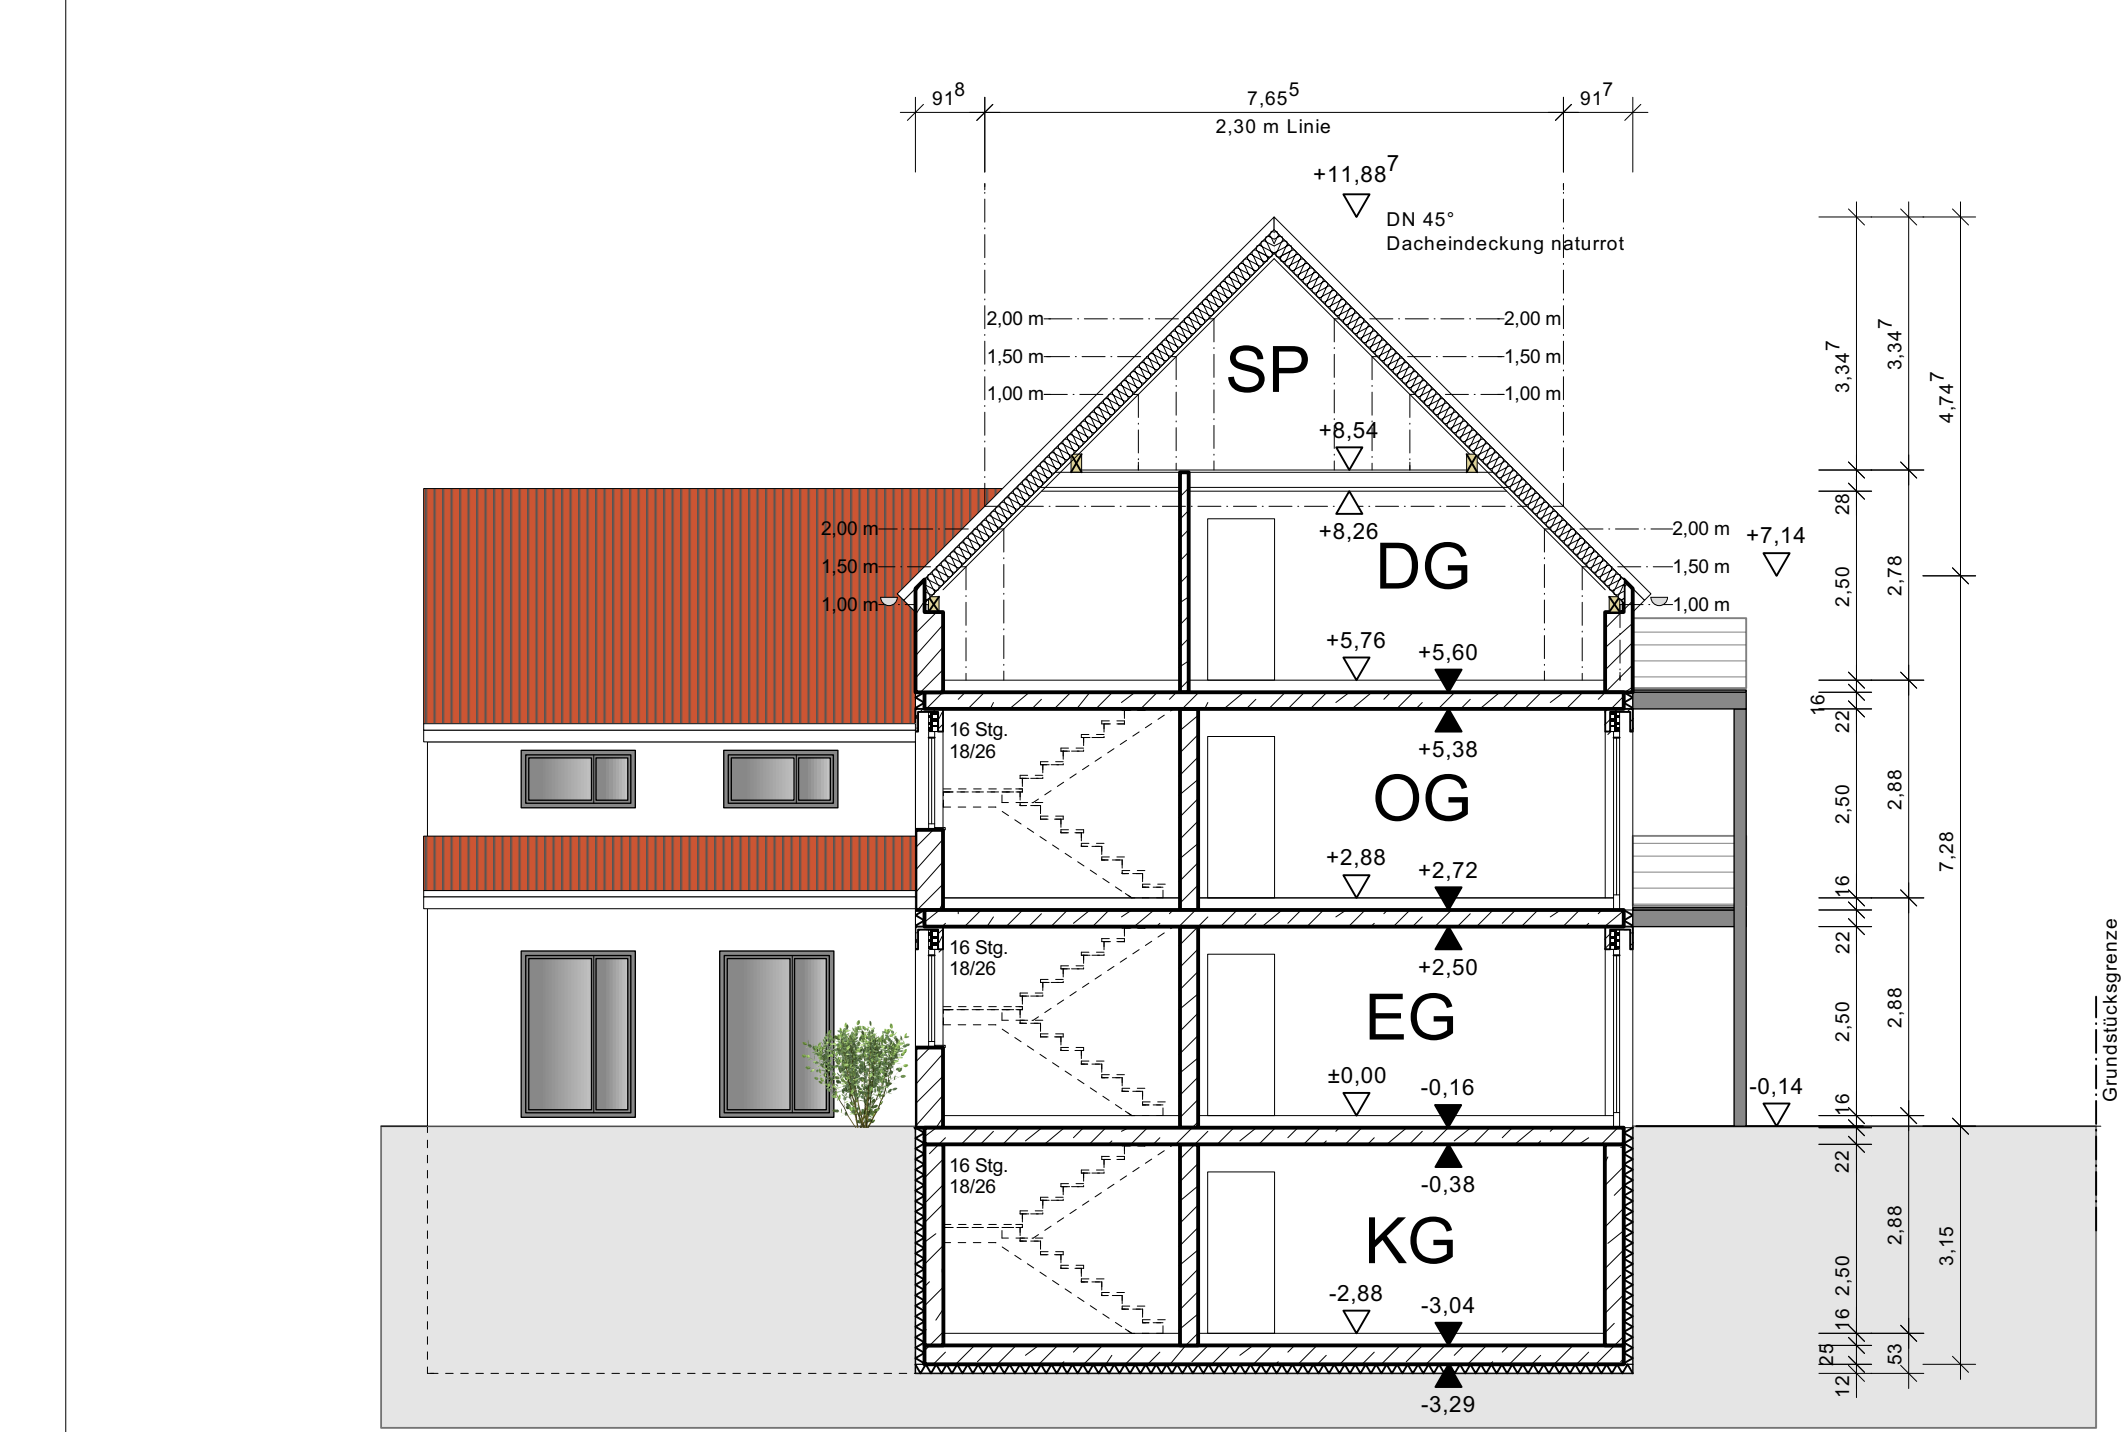 91⁸ 7,65⁵ 91⁷
2,30 m Linie
+11,88⁷
DN 45°
Dacheindeckung naturrot
2,00 m 2,00 m
1,50 m 1,50 m
1,00 m 1,00 m
SP
+8,54
+8,26
2,00 m 2,00 m
1,50 m 1,50 m
1,00 m 1,00 m
DG
+7,14
+5,76
+5,60
16 Stg.
18/26
+5,38
OG
+2,88
+2,72
16 Stg.
18/26
+2,50
EG
±0,00
-0,16
-0,14
16 Stg.
18/26
-0,38
KG
-2,88
-3,04
-3,29
3,34⁷
28
2,50
16
22
2,50
16
22
2,50
16
22
2,50
16
25
12
3,34⁷
2,78
2,88
2,88
2,88
53
4,74⁷
7,28
3,15
Grundstücksgrenze